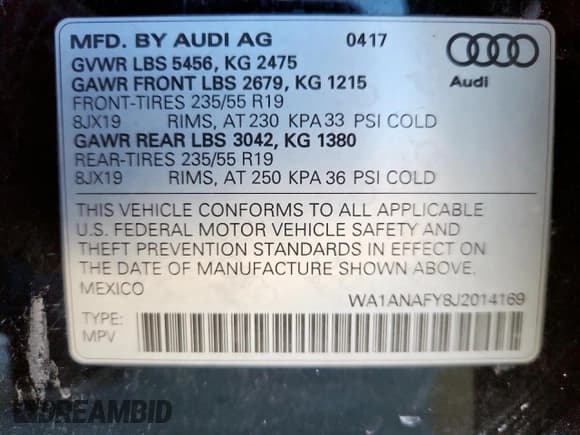 MFD. BY AUDI AG 0417
GVWR LBS 5456, KG 2475
GAWR FRONT LBS 2679, KG 1215
Audi
FRONT-TIRES 235/55 R19
8JX19 RIMS, AT 230 KPA 33 PSI COLD
GAWR REAR LBS 3042, KG 1380
REAR-TIRES 235/55 R19
8JX19 RIMS, AT 250 KPA 36 PSI COLD
THIS VEHICLE CONFORMS TO ALL APPLICABLE
U.S. FEDERAL MOTOR VEHICLE SAFETY AND
THEFT PREVENTION STANDARDS IN EFFECT ON
THE DATE OF MANUFACTURE SHOWN ABOVE.
MEXICO WA1ANAFY8J2014169
TYPE:
MPV
DREAMBID